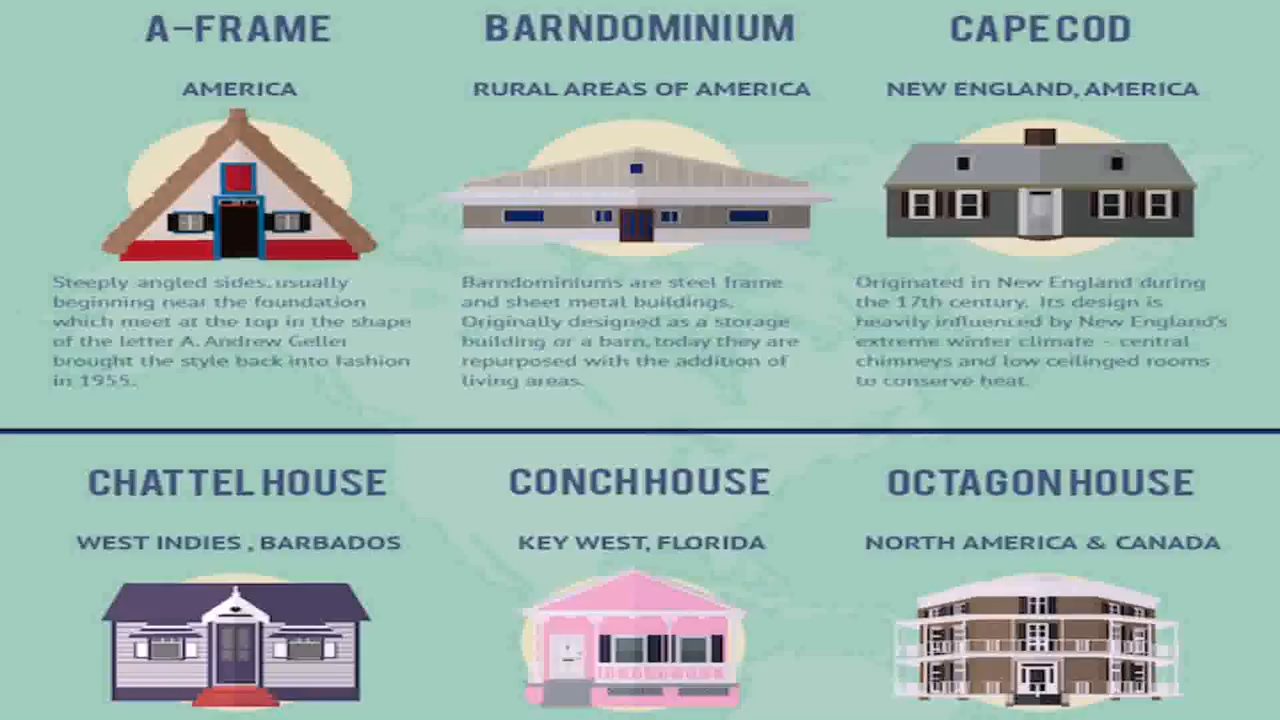 A-FRAME
AMERICA
Steeply angled sides, usually
beginning near the foundation
which meet at the top in the shape
of the letter A. Andrew Geller
brought the style back into fashion
in 1955.
BARNDOMINIUM
RURAL AREAS OF AMERICA
Barndominiums are steel frame
and sheet metal buildings.
Originally designed as a storage
building or a barn, today they are
repurposed with the addition of
living areas.
CAPE COD
NEW ENGLAND, AMERICA
Originated in New England during
the 17th century. Its design is
heavily influenced by New England's
extreme winter climate - central
chimneys and low ceilinged rooms
to conserve heat.
CHATTEL HOUSE
WEST INDIES , BARBADOS
CONCH HOUSE
KEY WEST, FLORIDA
OCTAGON HOUSE
NORTH AMERICA & CANADA